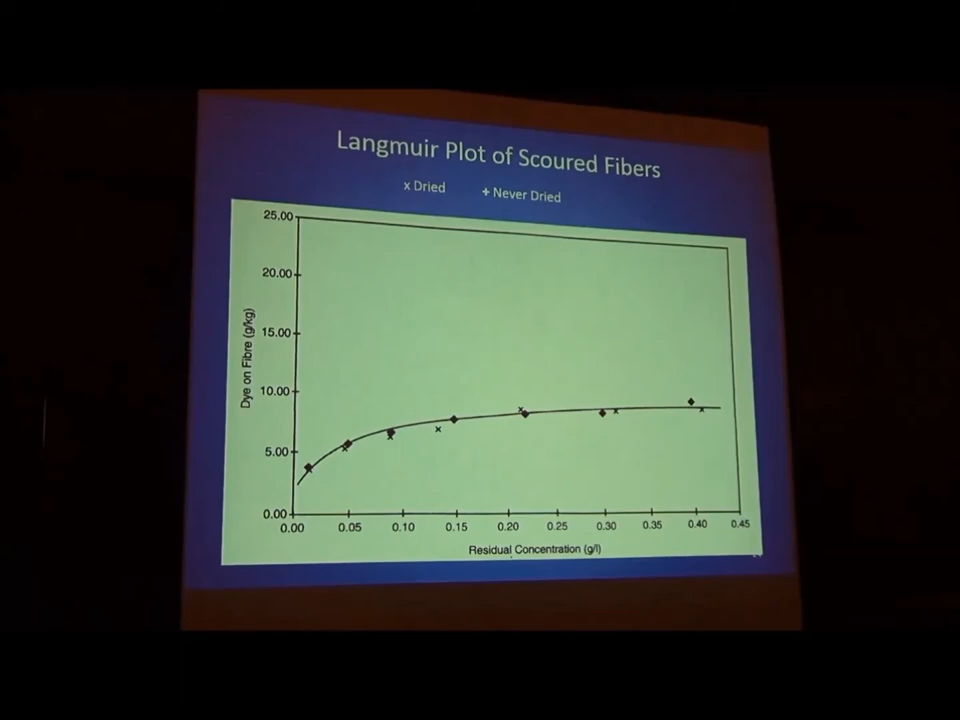 Langmuir Plot of Scoured Fibers
x Dried + Never Dried
25.00
20.00
15.00
10.00
5.00
0.00
Dye on Fibre (g/kg)
0.00 0.05 0.10 0.15 0.20 0.25 0.30 0.35 0.40 0.45
Residual Concentration (g/l)